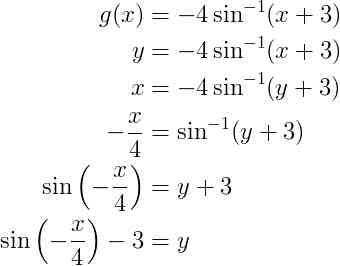 g(x) = −4 sin⁻¹(x + 3)
y = −4 sin⁻¹(x + 3)
x = −4 sin⁻¹(y + 3)
−x/4 = sin⁻¹(y + 3)
sin(−x/4) = y + 3
sin(−x/4) − 3 = y